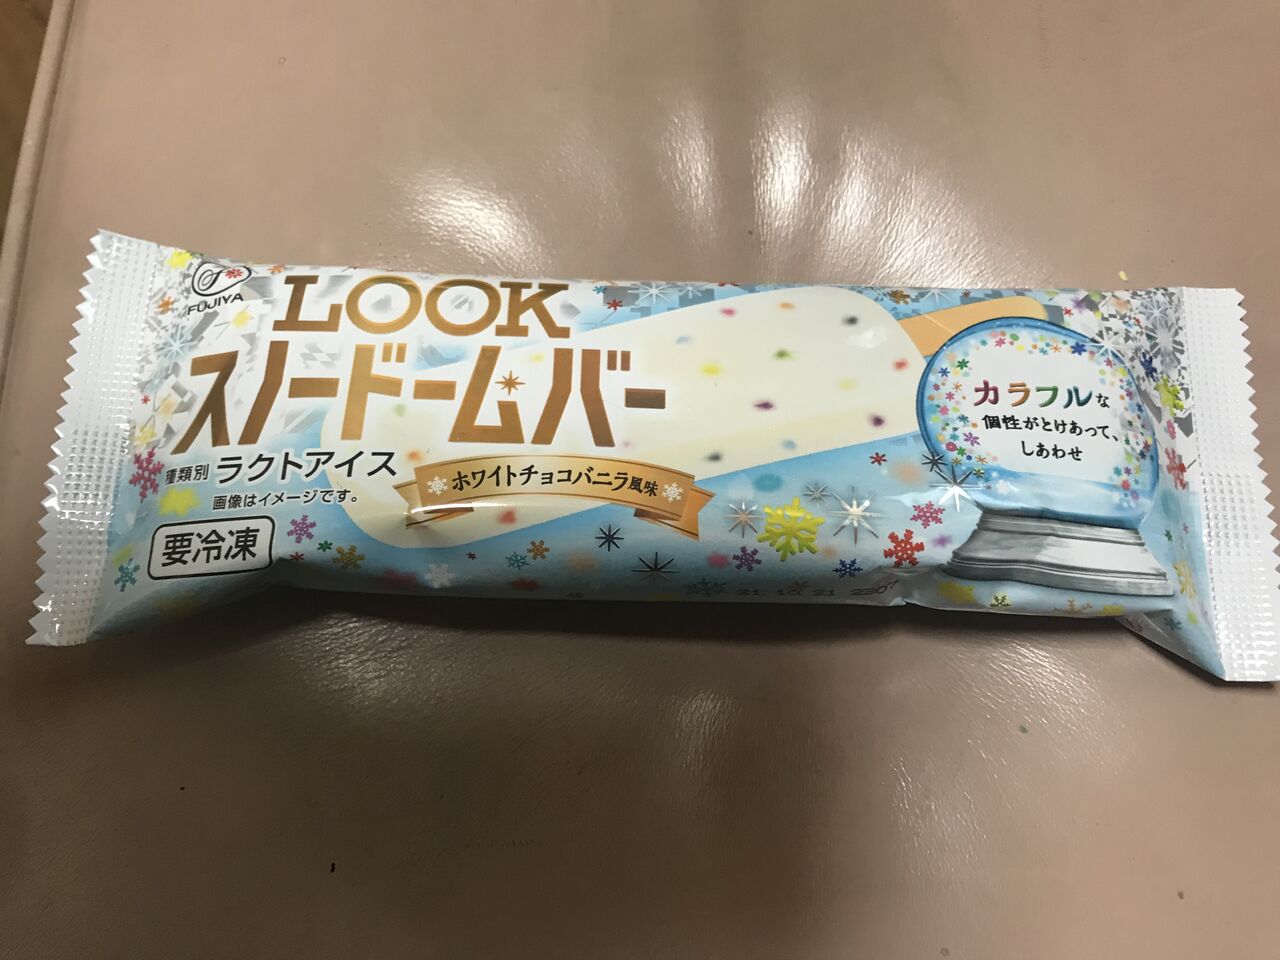 FUJIYA
LOOK
スノードーム・バー
種類別 ラクトアイス
画像はイメージです。
要冷凍
ホワイトチョコバニラ風味
カラフルな
個性がとけあって、
しあわせ
21.10.21